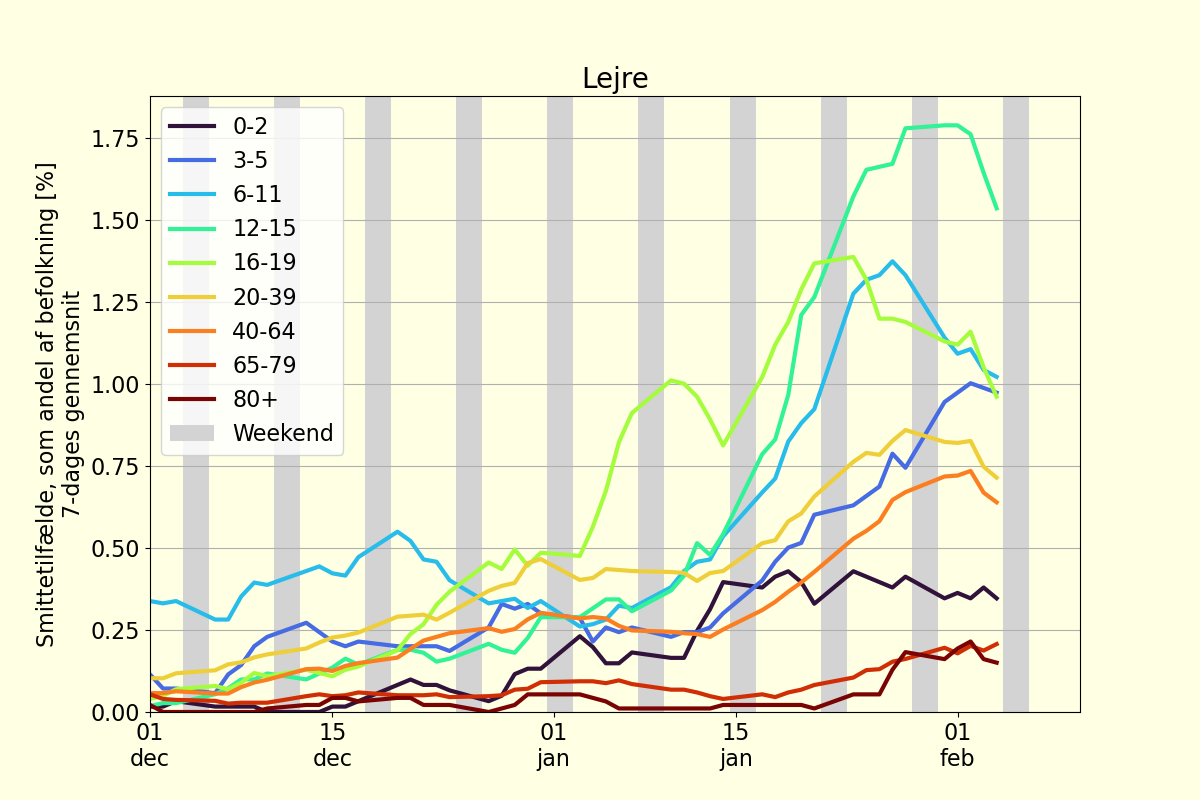 Lejre
Smittetilfælde, som andel af befolkning [%]
7-dages gennemsnit
1.75
1.50
1.25
1.00
0.75
0.50
0.25
0.00
0-2
3-5
6-11
12-15
16-19
20-39
40-64
65-79
80+
Weekend
01 15 01 15 01
dec dec jan jan feb